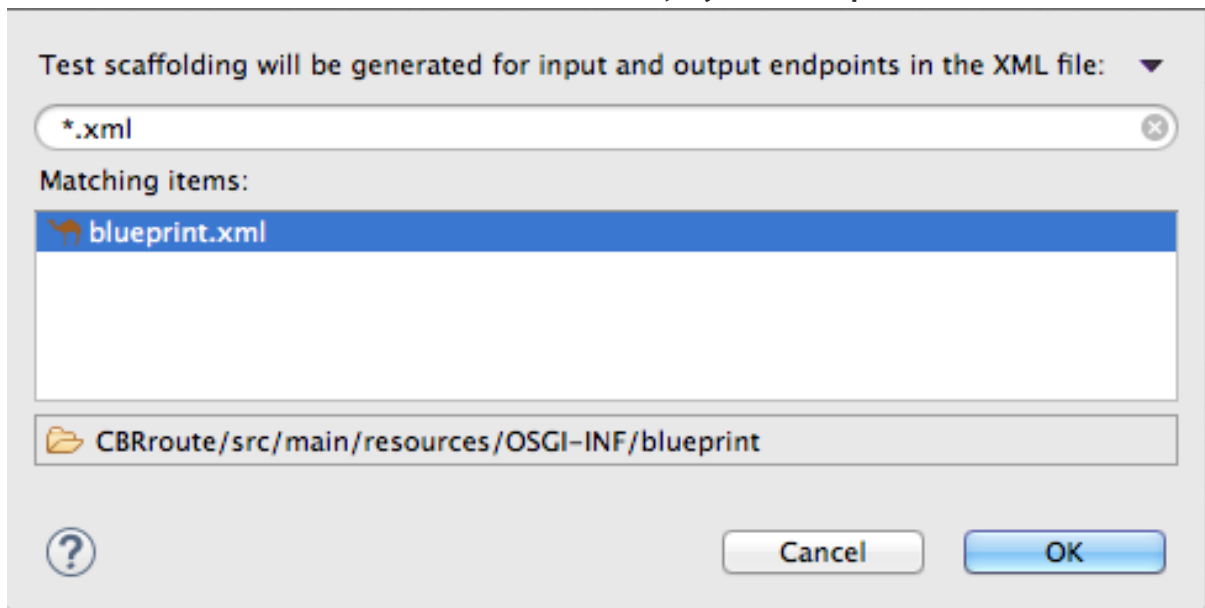 Test scaffolding will be generated for input and output endpoints in the XML file:
*.xml
Matching items:
blueprint.xml
CBRroute/src/main/resources/OSGI-INF/blueprint
?
Cancel
OK